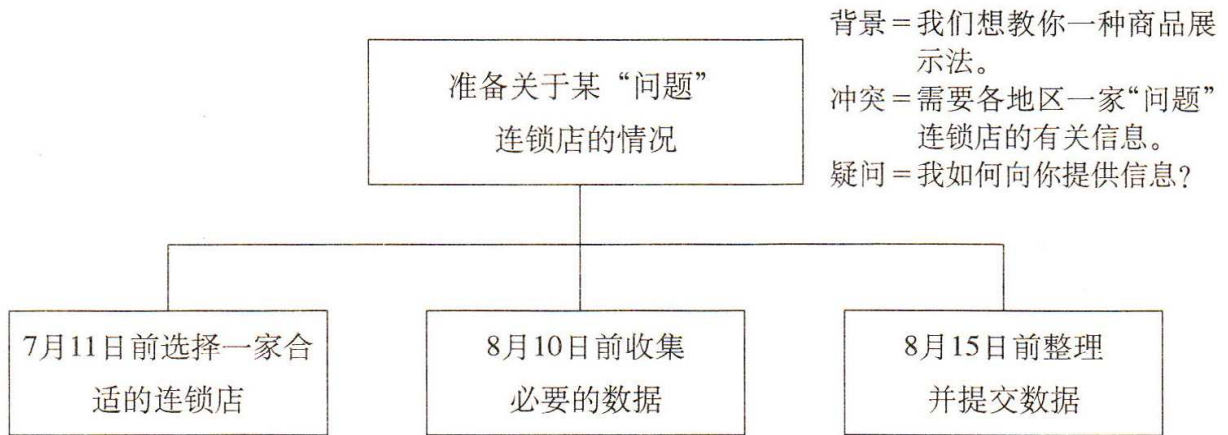 准备关于某“问题”
连锁店的情况
背景=我们想教你一种商品展
示法。
冲突=需要各地区一家“问题”
连锁店的有关信息。
疑问=我如何向你提供信息?
7月11日前选择一家合
适的连锁店
8月10日前收集
必要的数据
8月15日前整理
并提交数据